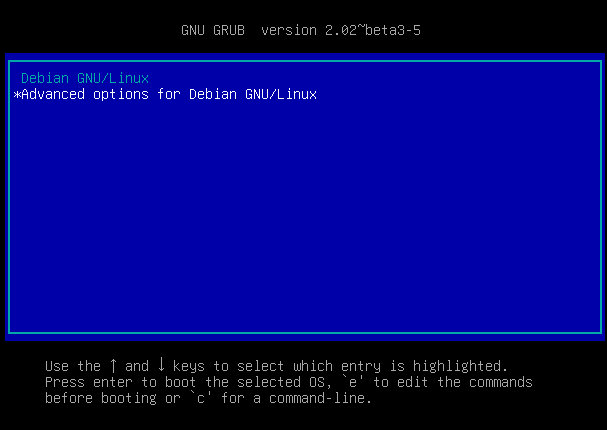 GNU GRUB  version 2.02~beta3-5
Debian GNU/Linux
*Advanced options for Debian GNU/Linux
Use the ↑ and ↓ keys to select which entry is highlighted.
Press enter to boot the selected OS, `e' to edit the commands
before booting or `c' for a command-line.